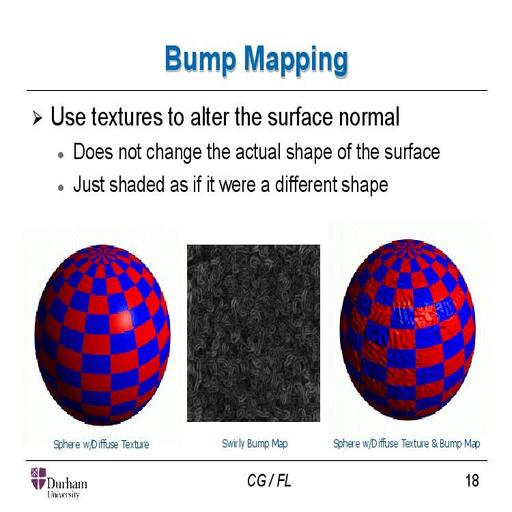 Bump Mapping
Use textures to alter the surface normal
Does not change the actual shape of the surface
Just shaded as if it were a different shape
Sphere w/Diffuse Texture
Swirly Bump Map
Sphere w/Diffuse Texture & Bump Map
Durham
University
CG / FL
18